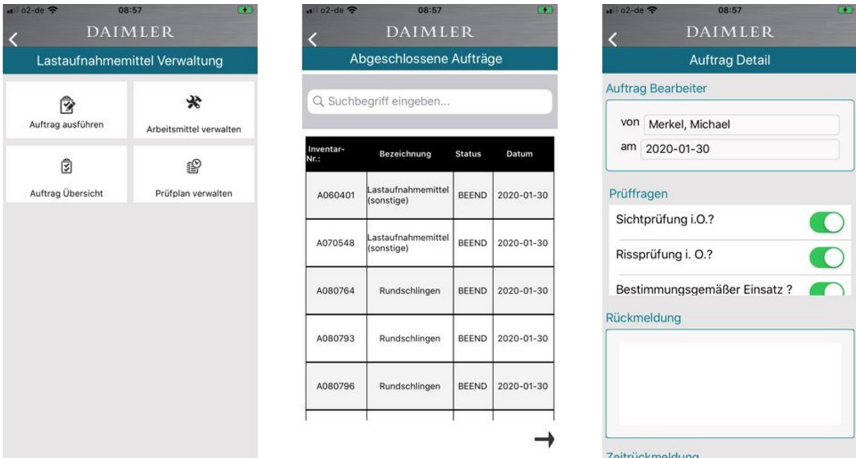 o2-de 08:57
DAIMLER
Lastaufnahmemittel Verwaltung
Auftrag ausführen
Arbeitsmittel verwalten
Auftrag Übersicht
Prüfplan verwalten
o2-de 08:57
DAIMLER
Abgeschlossene Aufträge
Suchbegriff eingeben...
Inventar-
Nr.: Bezeichnung Status Datum
A060401 Lastaufnahmemittel
(sonstige) BEEND 2020-01-30
A070548 Lastaufnahmemittel
(sonstige) BEEND 2020-01-30
A080764 Rundschlingen BEEND 2020-01-30
A080793 Rundschlingen BEEND 2020-01-30
A080796 Rundschlingen BEEND 2020-01-30
o2-de 08:57
DAIMLER
Auftrag Detail
Auftrag Bearbeiter
von Merkel, Michael
am 2020-01-30
Prüffragen
Sichtprüfung i.O.?
Rissprüfung i. O.?
Bestimmungsgemäßer Einsatz ?
Rückmeldung
Zeitrückmeldung